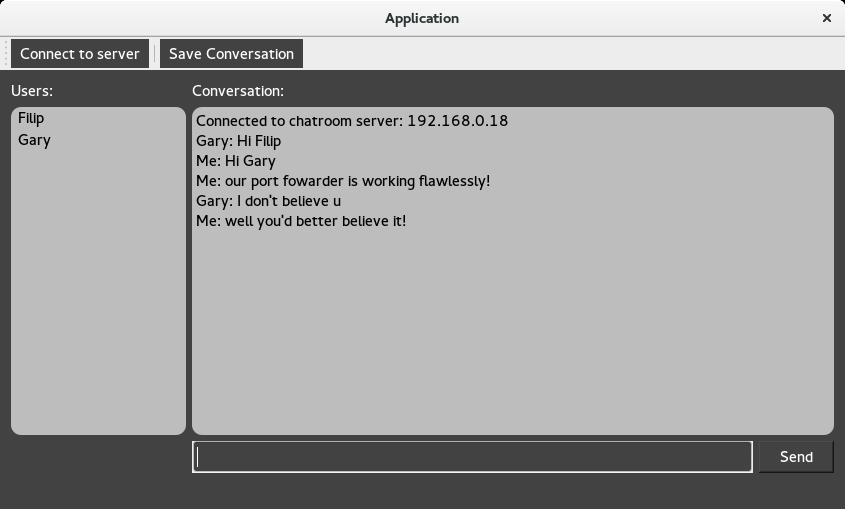 Application
Connect to server
Save Conversation
Users:
Conversation:
Filip
Gary
Connected to chatroom server: 192.168.0.18
Gary: Hi Filip
Me: Hi Gary
Me: our port fowarder is working flawlessly!
Gary: I don't believe u
Me: well you'd better believe it!
Send